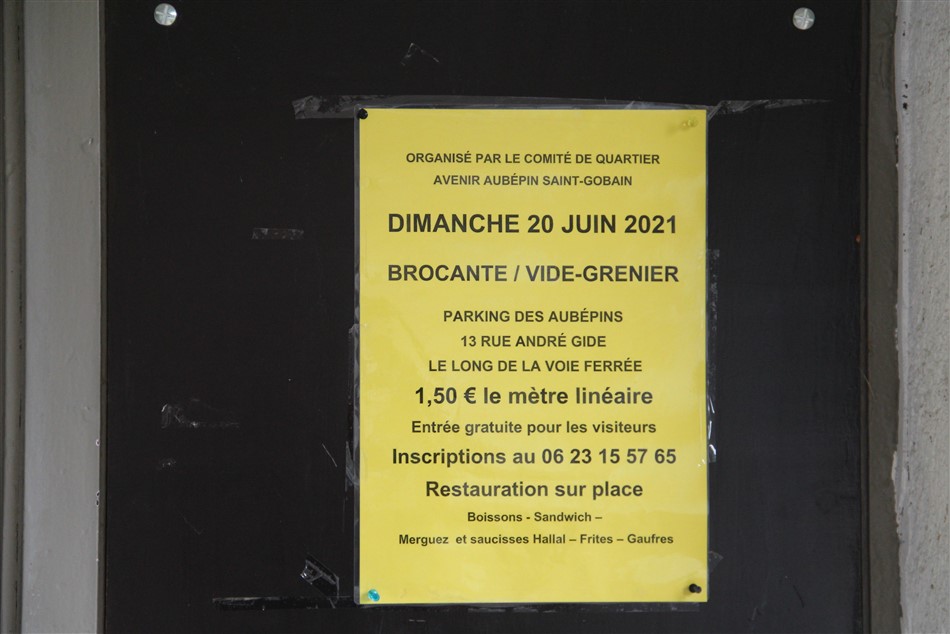 ORGANISÉ PAR LE COMITÉ DE QUARTIER
AVENIR AUBÉPIN SAINT-GOBAIN
DIMANCHE 20 JUIN 2021
BROCANTE / VIDE-GRENIER
PARKING DES AUBÉPINS
13 RUE ANDRÉ GIDE
LE LONG DE LA VOIE FERRÉE
1,50 € le mètre linéaire
Entrée gratuite pour les visiteurs
Inscriptions au 06 23 15 57 65
Restauration sur place
Boissons - Sandwich –
Merguez et saucisses Hallal – Frites – Gaufres